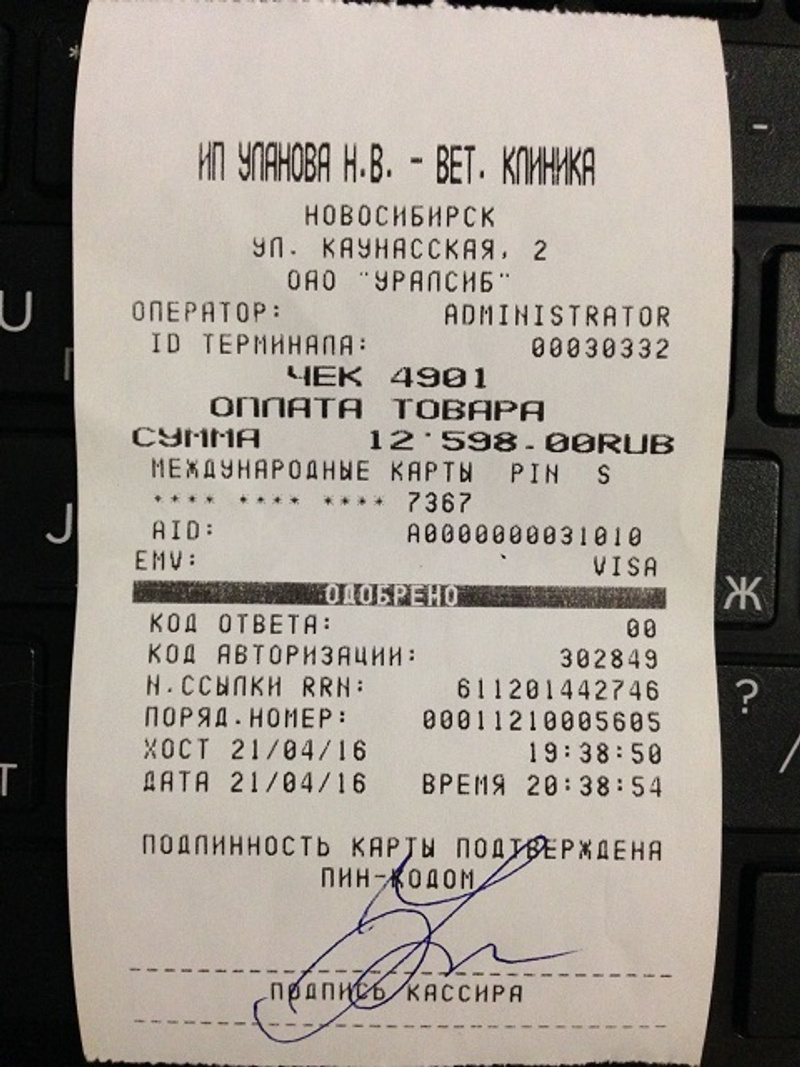 ИП УЛАНОВА Н.В. - ВЕТ. КЛИНИКА
НОВОСИБИРСК
УЛ. КАУНАССКАЯ, 2
ОАО "УРАЛСИБ"
ОПЕРАТОР: ADMINISTRATOR
ID ТЕРМИНАЛА: 00030332
ЧЕК 4901
ОПЛАТА ТОВАРА
СУММА 12'598.00RUB
МЕЖДУНАРОДНЫЕ КАРТЫ PIN S
**** **** **** 7367
AID: A0000000031010
EMV: VISA
ОДОБРЕНО
КОД ОТВЕТА: 00
КОД АВТОРИЗАЦИИ: 302849
Н.ССЫЛКИ RRN: 611201442746
ПОРЯД.НОМЕР: 00011210005605
ХОСТ 21/04/16 19:38:50
ДАТА 21/04/16 ВРЕМЯ 20:38:54
ПОДЛИННОСТЬ КАРТЫ ПОДТВЕРЖДЕНА
ПИН-КОДОМ
ПОДПИСЬ КАССИРА
*
-
U
J
Ж
?
/
T